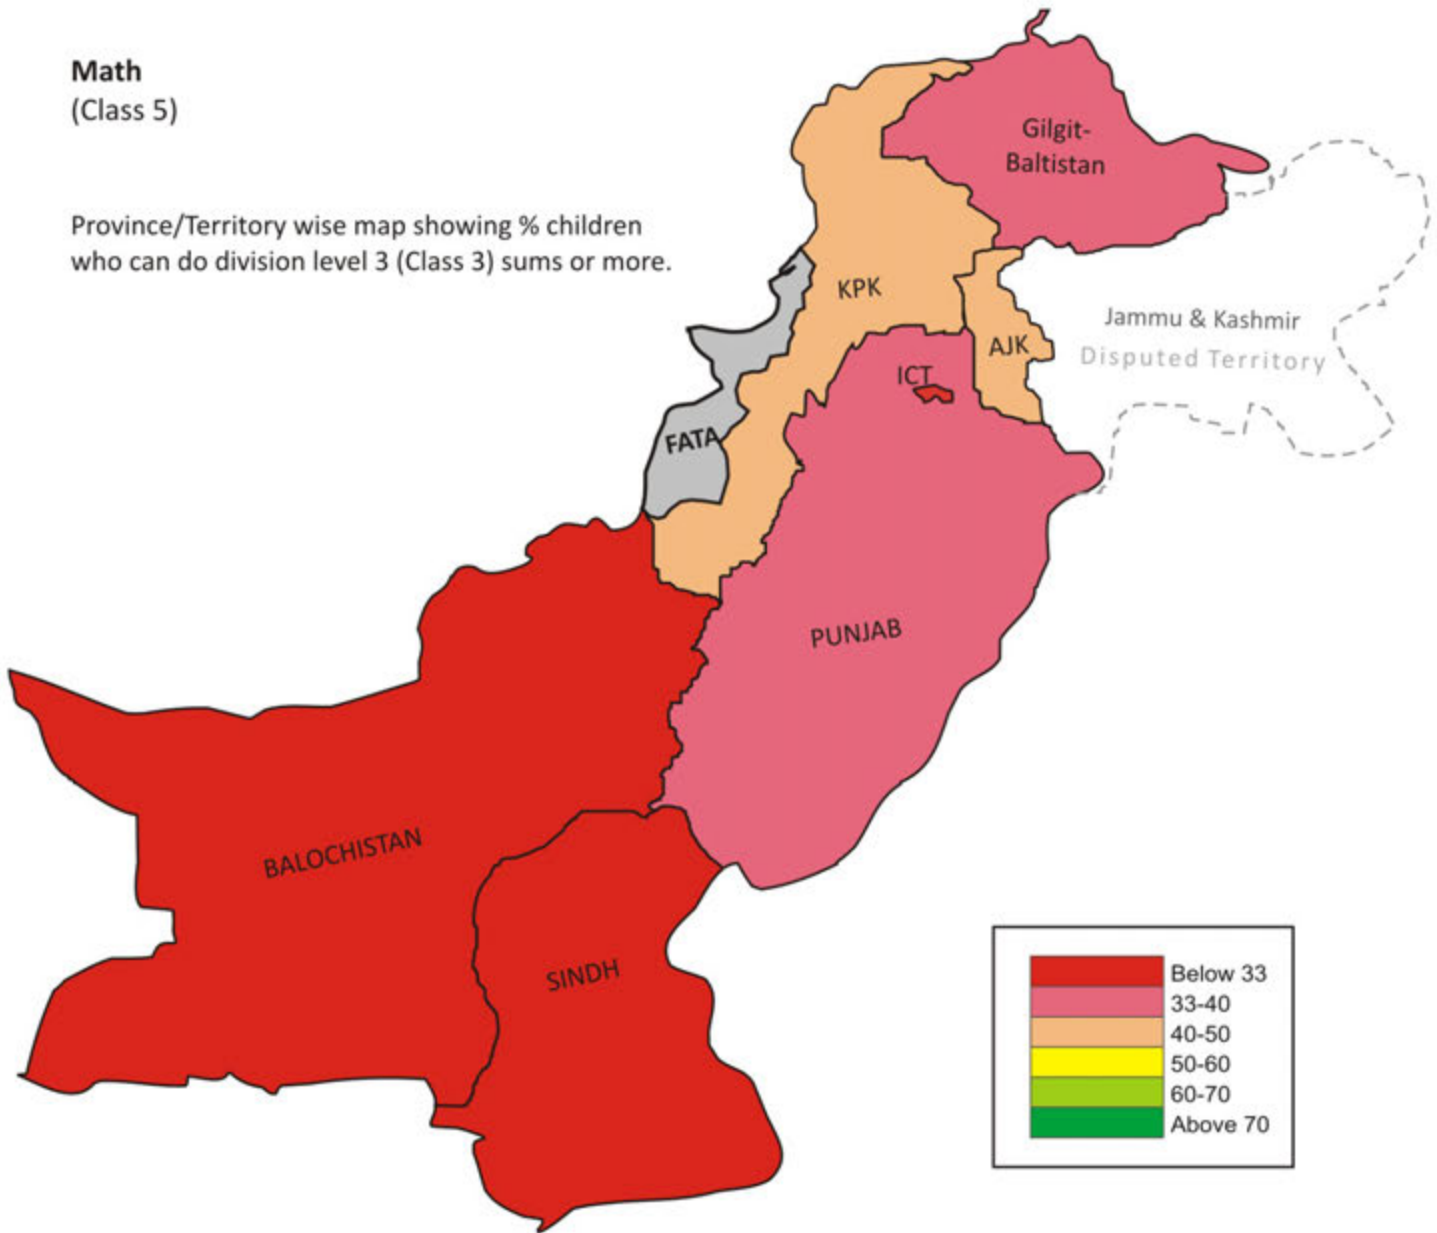 Math
(Class 5)
Province/Territory wise map showing % children
who can do division level 3 (Class 3) sums or more.
Gilgit-
Baltistan
KPK
AJK
Jammu & Kashmir
Disputed Territory
ICT
FATA
PUNJAB
BALOCHISTAN
SINDH
Below 33
33-40
40-50
50-60
60-70
Above 70